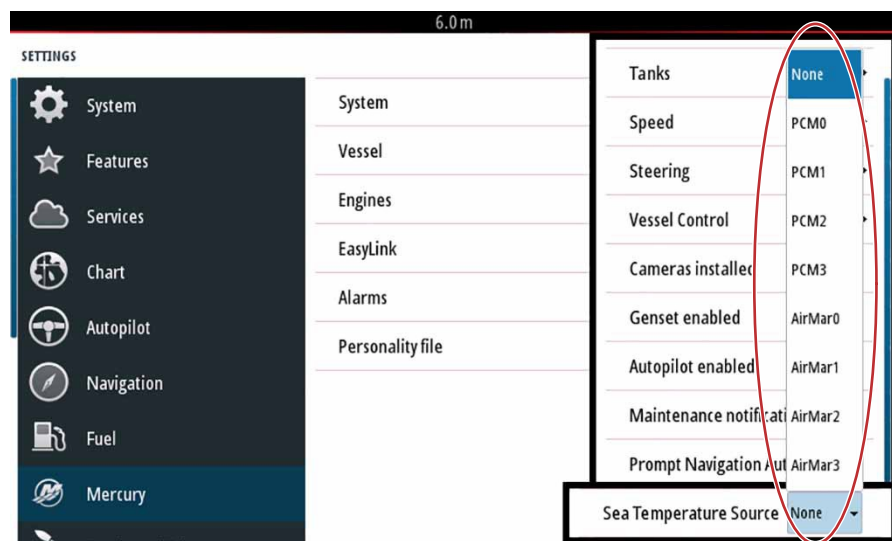 6.0 m
SETTINGS
System
Features
Services
Chart
Autopilot
Navigation
Fuel
Mercury
System
Vessel
Engines
EasyLink
Alarms
Personality file
Tanks
Speed
Steering
Vessel Control
Cameras installed
Genset enabled
Autopilot enabled
Maintenance notificati
Prompt Navigation Aut
None
PCM0
PCM1
PCM2
PCM3
AirMar0
AirMar1
AirMar2
AirMar3
Sea Temperature Source None